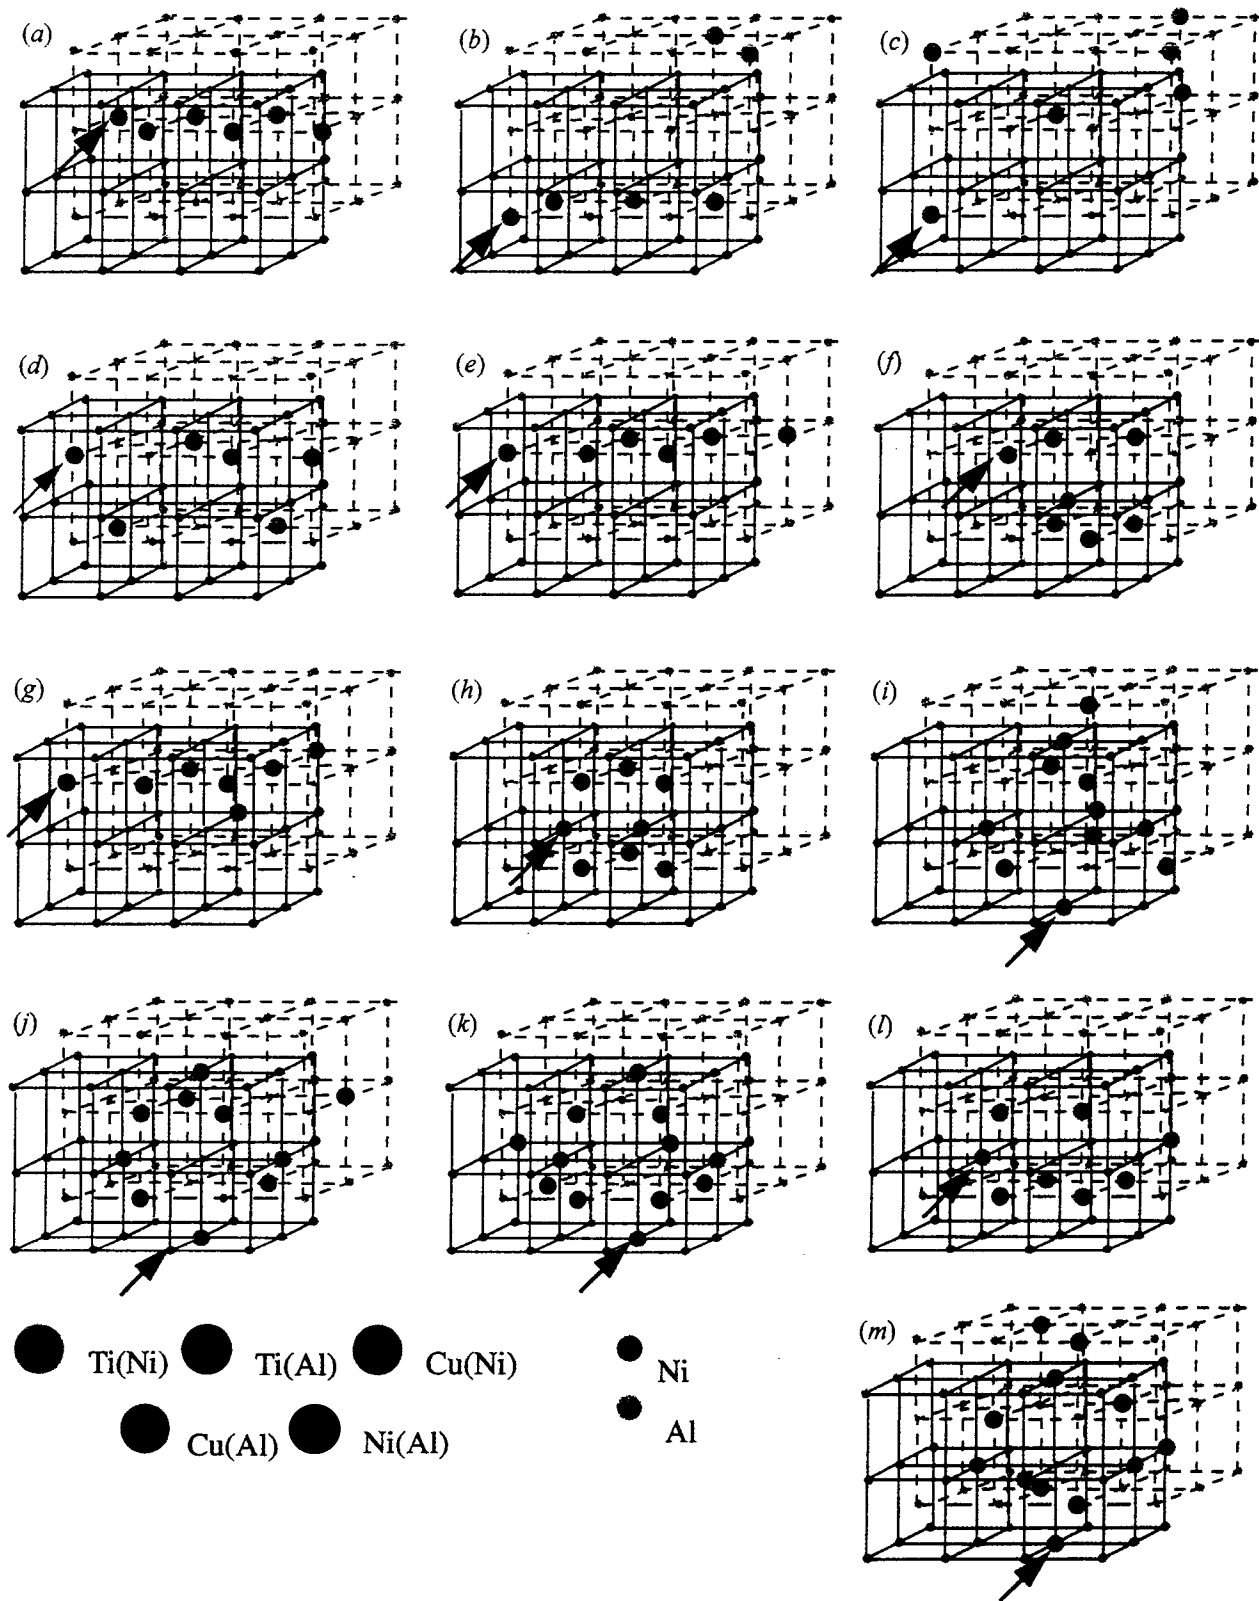 (a)
(b)
(c)
(d)
(e)
(f)
(g)
(h)
(i)
(j)
(k)
(l)
(m)
Ti(Ni) Ti(Al) Cu(Ni) Ni
Cu(Al) Ni(Al) Al